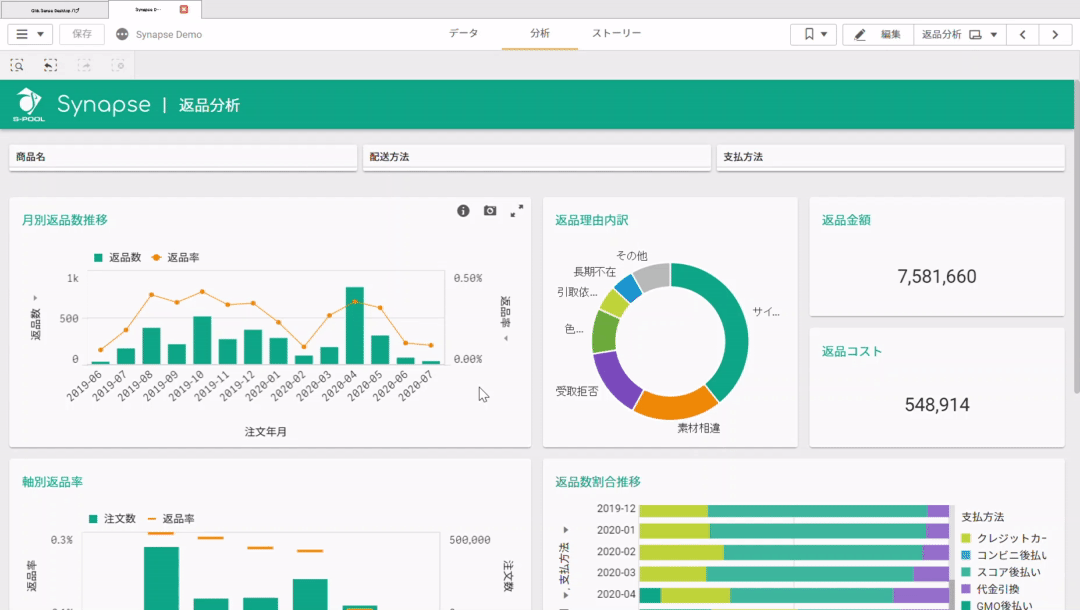 Qlik Sense Desktop ハブ
Synapse D…
保存
Synapse Demo
データ
分析
ストーリー
編集
返品分析
S-POOL
Synapse | 返品分析
商品名
配送方法
支払方法
月別返品数推移
返品数
返品率
1k
500
0
返品数
0.50%
0.00%
返品率
2019-06
2019-07
2019-08
2019-09
2019-10
2019-11
2019-12
2020-01
2020-02
2020-03
2020-04
2020-05
2020-06
2020-07
注文年月
返品理由内訳
その他
長期不在
引取依…
色…
受取拒否
素材相違
サイ…
返品金額
7,581,660
返品コスト
548,914
軸別返品率
注文数
返品率
0.3%
返品率
500,000
注文数
返品数割合推移
2019-12
2020-01
2020-02
2020-03
2020-04
支払方法
支払方法
クレジットカー
コンビニ後払い
スコア後払い
代金引換
GMO後払い